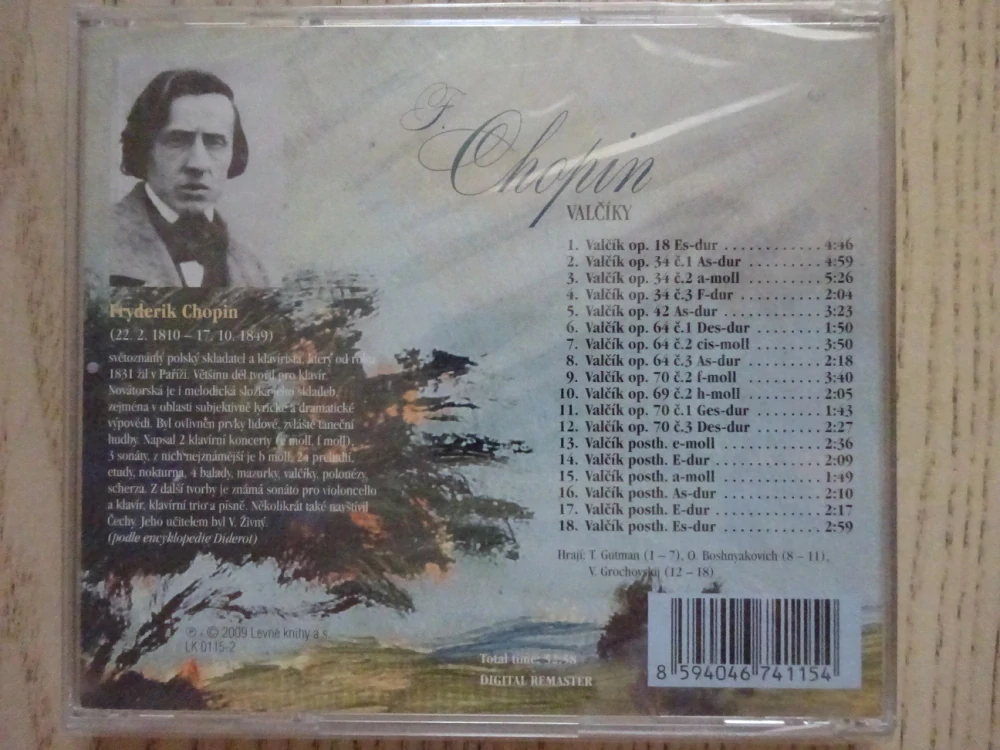 F. Chopin
VALČÍKY
1. Valčík op. 18 Es-dur ............ 4:46
2. Valčík op. 34 č.1 As-dur ......... 4:59
3. Valčík op. 34 č.2 a-moll ......... 5:26
4. Valčík op. 34 č.3 F-dur .......... 2:04
5. Valčík op. 42 As-dur ............ 3:23
6. Valčík op. 64 č.1 Des-dur ........ 1:50
7. Valčík op. 64 č.2 cis-moll ........ 3:50
8. Valčík op. 64 č.3 As-dur ......... 2:18
9. Valčík op. 70 č.2 f-moll .......... 3:40
10. Valčík op. 69 č.2 h-moll ......... 2:05
11. Valčík op. 70 č.1 Ges-dur ........ 1:43
12. Valčík op. 70 č.3 Des-dur ........ 2:27
13. Valčík posth. e-moll ............ 2:36
14. Valčík posth. E-dur ............. 2:09
15. Valčík posth. a-moll ............ 1:49
16. Valčík posth. As-dur ............ 2:10
17. Valčík posth. E-dur ............. 2:17
18. Valčík posth. Es-dur ............ 2:59
Hrají: T. Gutman (1 – 7), O. Boshnyakovich (8 – 11),
V. Grochovskij (12 – 18)
Fryderik Chopin
(22. 2. 1810 – 17. 10. 1849)
světoznámý polský skladatel a klavirista, který od roku
1831 žil v Paříži. Většinu děl tvořil pro klavír.
Novátorská je i melodická složka jeho skladeb,
zejména v oblasti subjektivně lyrické a dramatické
výpovědi. Byl ovlivněn prvky lidové, zvláště taneční
hudby. Napsal 2 klavírní koncerty (e moll, f moll),
3 sonáty, z nich nejznámější je b moll, 24 preludií,
etudy, nokturna, 4 balady, mazurky, valčíky, polonézy,
scherza. Z další tvorby je známá sonáto pro violoncello
a klavír, klavírní trio a písně. Několikrát také navštívil
Čechy. Jeho učitelem byl V. Živný.
(podle encyklopedie Diderot)
℗ - © 2009 Levné knihy a.s.
LK 0115-2
Total time: 52:58
DIGITAL REMASTER
8 594046 741154